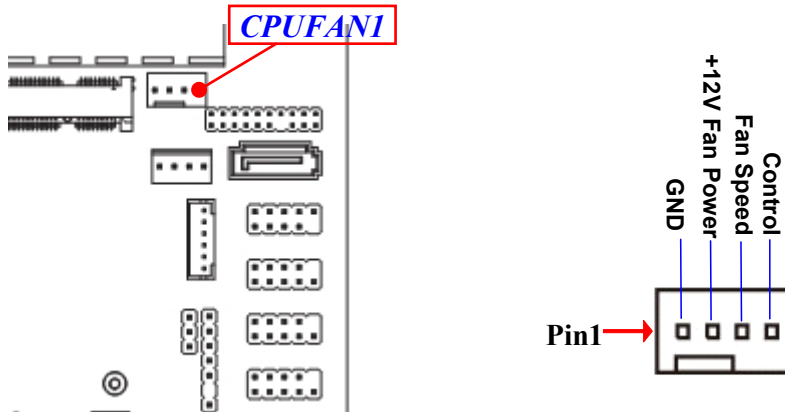 CPUFAN1
GND
+12V Fan Power
Fan Speed
Control
Pin1